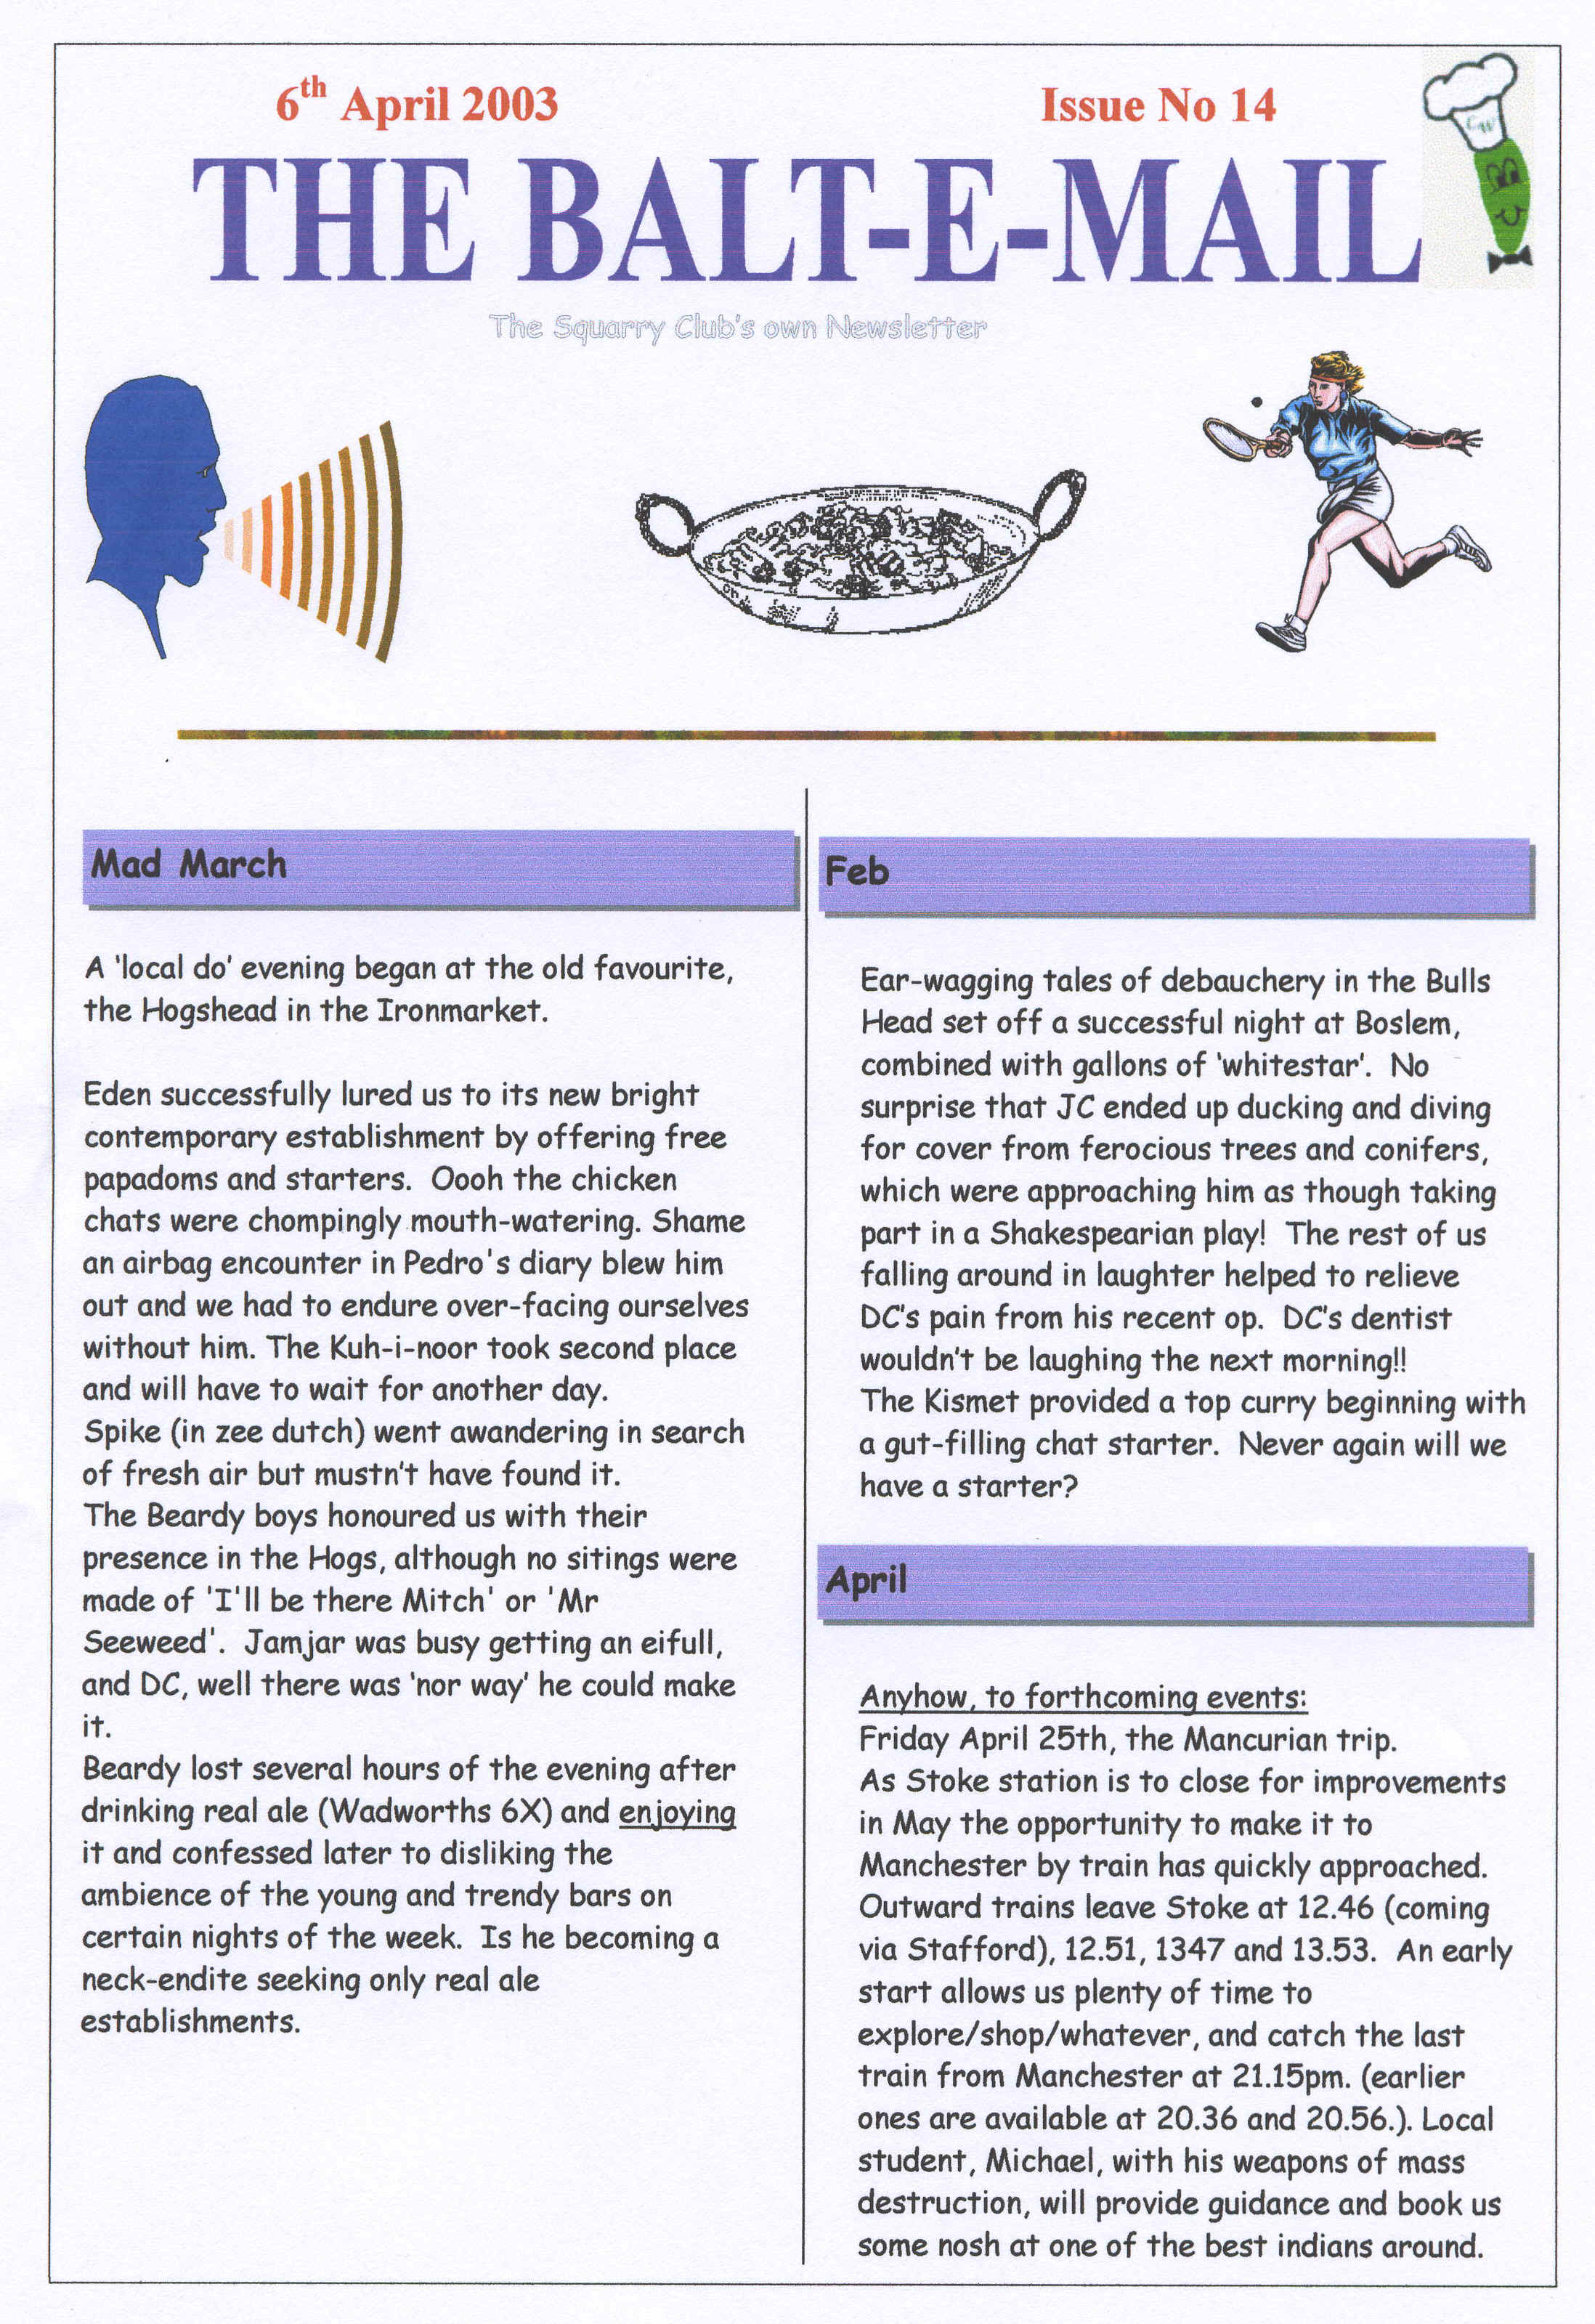 6th April 2003
Issue No 14
THE BALT-E-MAIL
The Squarry Club's own Newsletter
CW
Mad March
A 'local do' evening began at the old favourite,
the Hogshead in the Ironmarket.
Eden successfully lured us to its new bright
contemporary establishment by offering free
papadoms and starters.  Oooh the chicken
chats were chompingly mouth-watering. Shame
an airbag encounter in Pedro's diary blew him
out and we had to endure over-facing ourselves
without him. The Kuh-i-noor took second place
and will have to wait for another day.
Spike (in zee dutch) went awandering in search
of fresh air but mustn't have found it.
The Beardy boys honoured us with their
presence in the Hogs, although no sitings were
made of 'I'll be there Mitch' or 'Mr
Seeweed'.  Jamjar was busy getting an eifull,
and DC, well there was 'nor way' he could make
it.
Beardy lost several hours of the evening after
drinking real ale (Wadworths 6X) and enjoying
it and confessed later to disliking the
ambience of the young and trendy bars on
certain nights of the week.  Is he becoming a
neck-endite seeking only real ale
establishments.
Feb
Ear-wagging tales of debauchery in the Bulls
Head set off a successful night at Boslem,
combined with gallons of 'whitestar'.  No
surprise that JC ended up ducking and diving
for cover from ferocious trees and conifers,
which were approaching him as though taking
part in a Shakespearian play!  The rest of us
falling around in laughter helped to relieve
DC's pain from his recent op.  DC's dentist
wouldn't be laughing the next morning!!
The Kismet provided a top curry beginning with
a gut-filling chat starter.  Never again will we
have a starter?
April
Anyhow, to forthcoming events:
Friday April 25th, the Mancurian trip.
As Stoke station is to close for improvements
in May the opportunity to make it to
Manchester by train has quickly approached.
Outward trains leave Stoke at 12.46 (coming
via Stafford), 12.51, 1347 and 13.53.  An early
start allows us plenty of time to
explore/shop/whatever, and catch the last
train from Manchester at 21.15pm. (earlier
ones are available at 20.36 and 20.56.). Local
student, Michael, with his weapons of mass
destruction, will provide guidance and book us
some nosh at one of the best indians around.